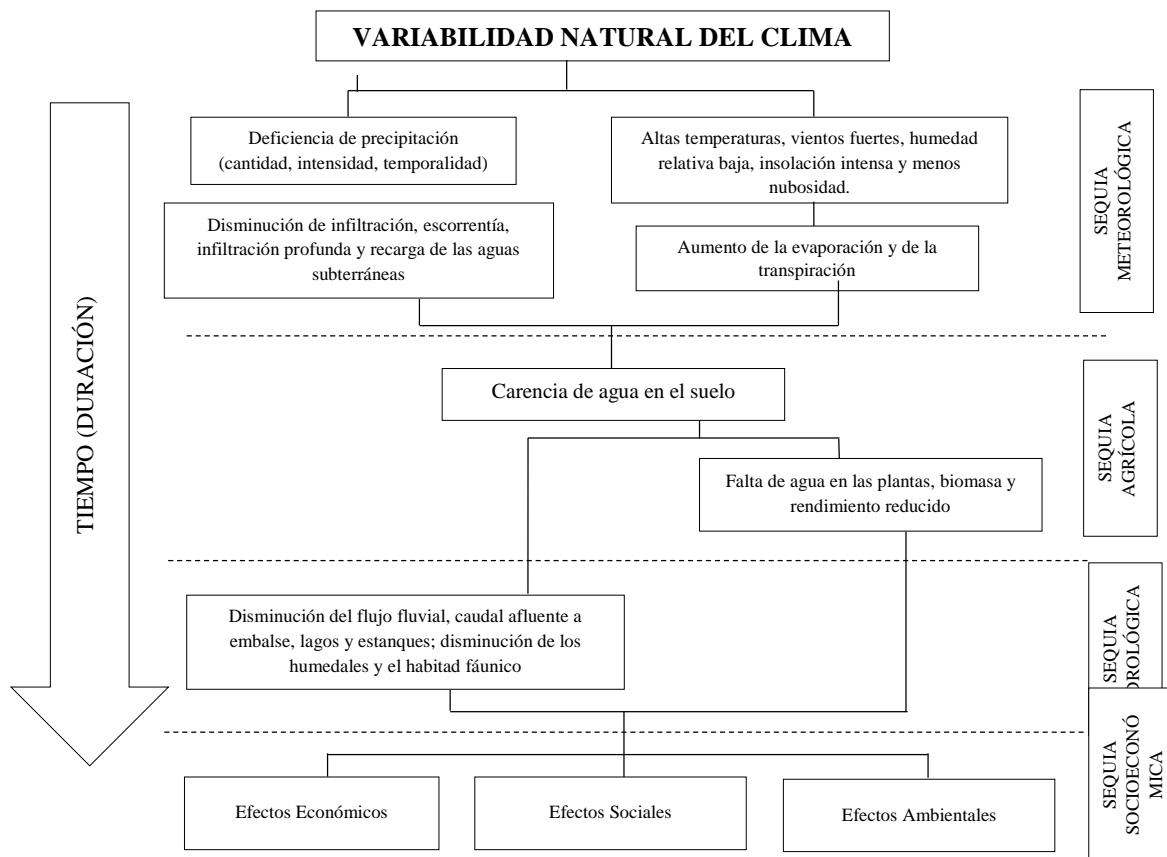 VARIABILIDAD NATURAL DEL CLIMA
Deficiencia de precipitación
(cantidad, intensidad, temporalidad)
Altas temperaturas, vientos fuertes, humedad
relativa baja, insolación intensa y menos
nubosidad.
Disminución de infiltración, escorrentía,
infiltración profunda y recarga de las aguas
subterráneas
Aumento de la evaporación y de la
transpiración
SEQUIA
METEOROLÓGICA
TIEMPO (DURACIÓN)
Carencia de agua en el suelo
Falta de agua en las plantas, biomasa y
rendimiento reducido
SEQUIA
AGRÍCOLA
Disminución del flujo fluvial, caudal afluente a
embalse, lagos y estanques; disminución de los
humedales y el habitad fáunico
SEQUIA
OROLÓGICA
Efectos Económicos
Efectos Sociales
Efectos Ambientales
SEQUIA
SOCIOECONÓ
MICA